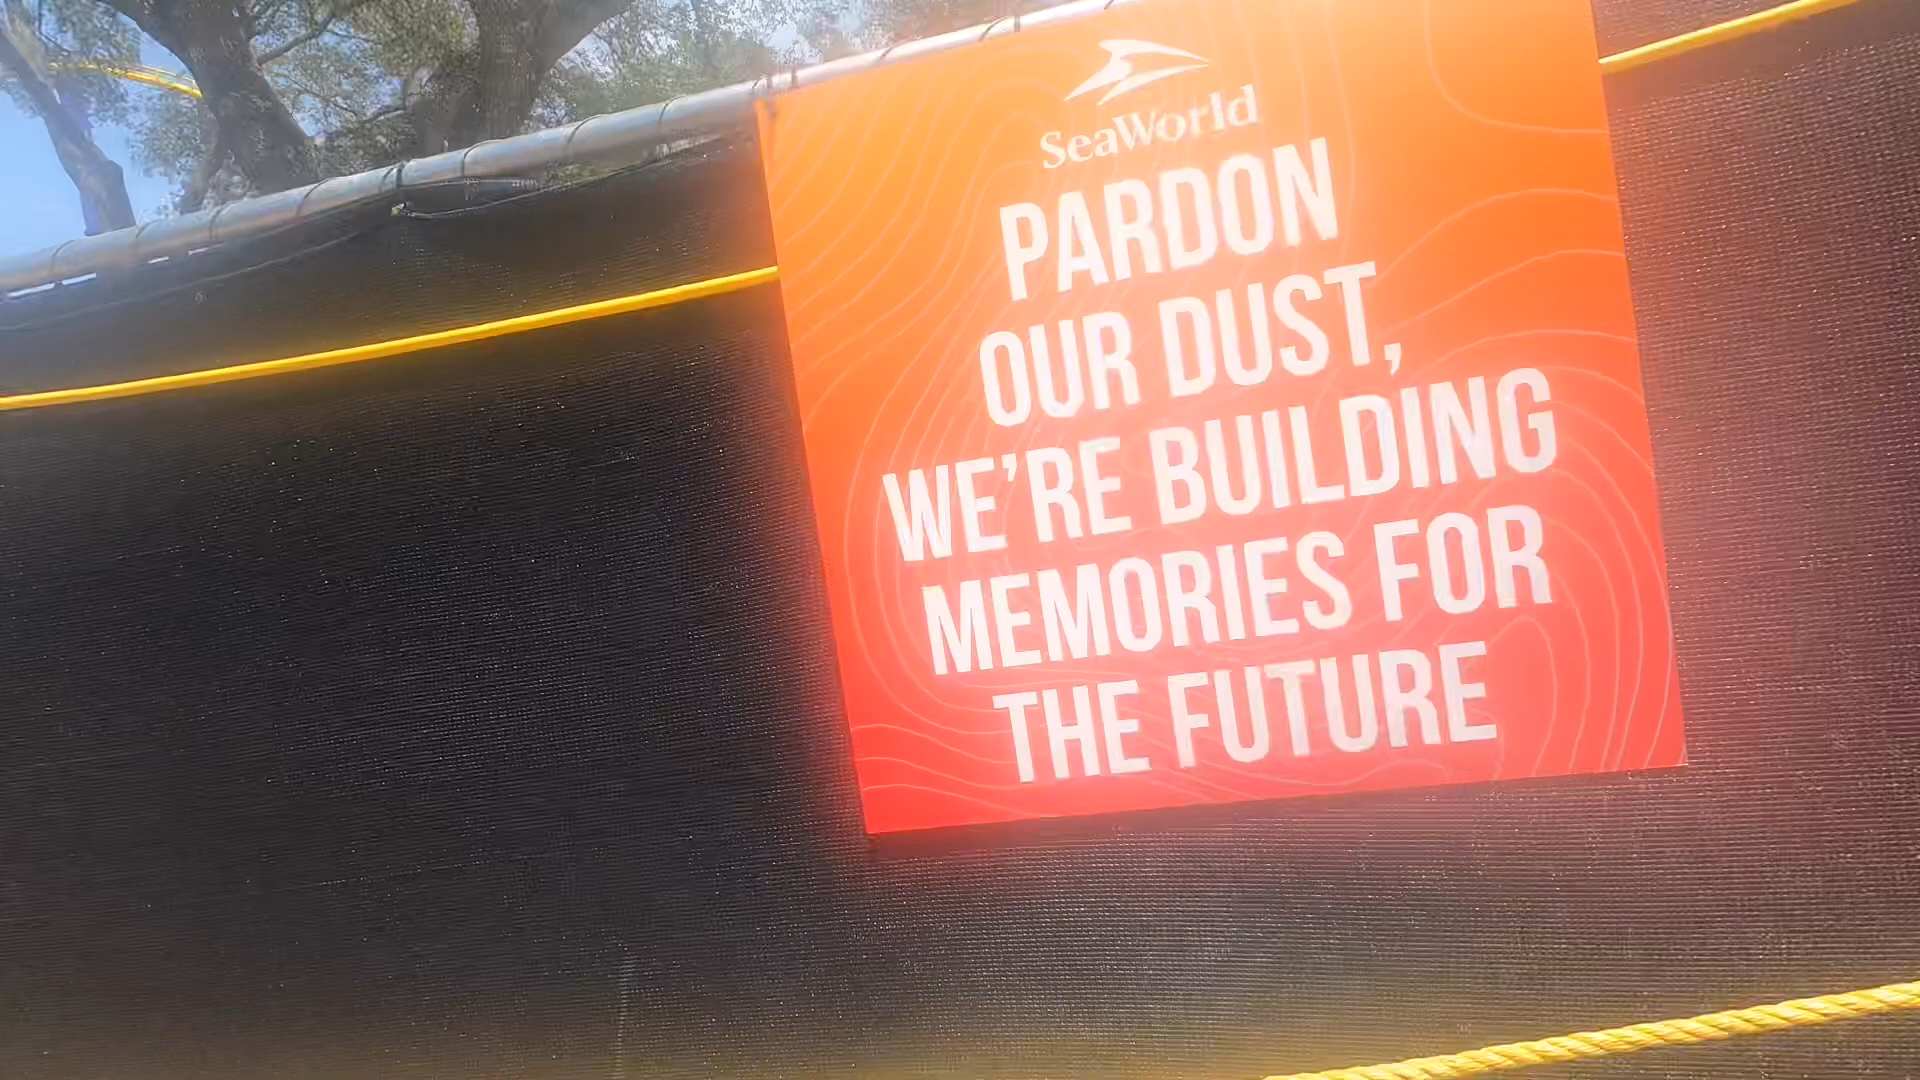 SeaWorld
PARDON
OUR DUST,
WE'RE BUILDING
MEMORIES FOR
THE FUTURE